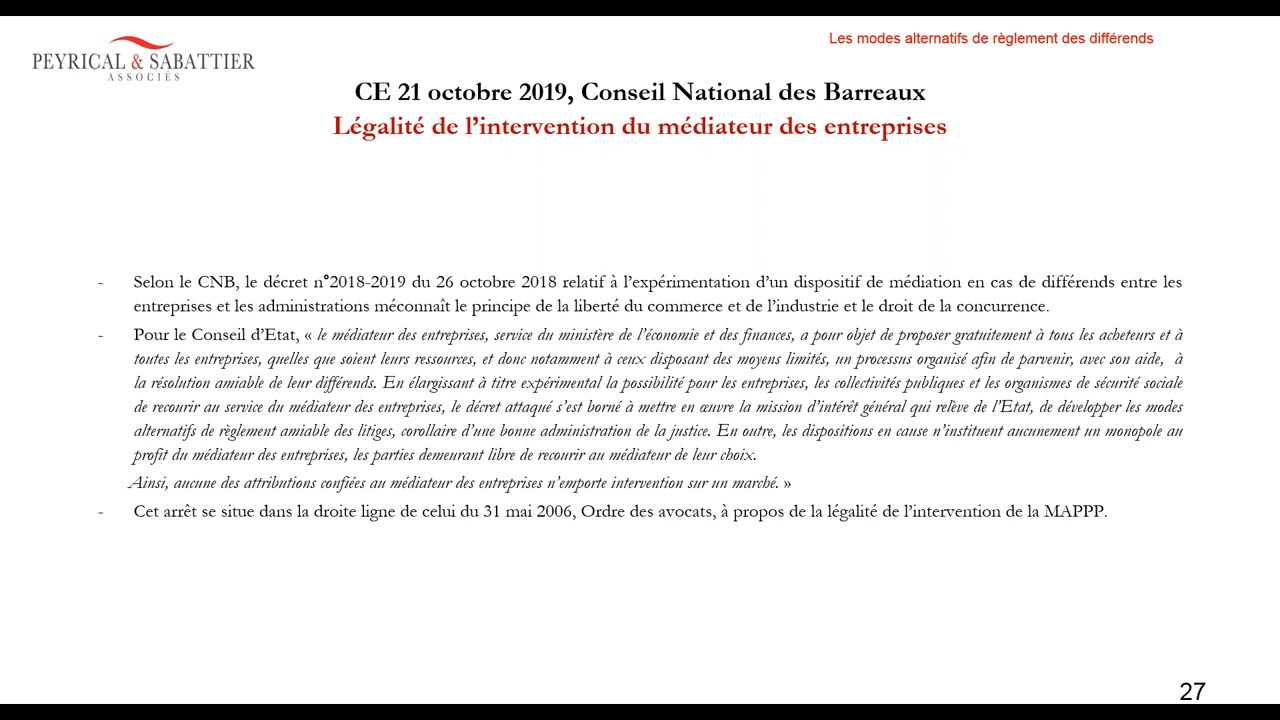 Les modes alternatifs de règlement des différends
PEYRICAL & SABATTIER
ASSOCIÉS
CE 21 octobre 2019, Conseil National des Barreaux
Légalité de l'intervention du médiateur des entreprises
- Selon le CNB, le décret n°2018-2019 du 26 octobre 2018 relatif à l'expérimentation d'un dispositif de médiation en cas de différends entre les
entreprises et les administrations méconnaît le principe de la liberté du commerce et de l'industrie et le droit de la concurrence.
- Pour le Conseil d'Etat, « le médiateur des entreprises, service du ministère de l'économie et des finances, a pour objet de proposer gratuitement à tous les acheteurs et à
toutes les entreprises, quelles que soient leurs ressources, et donc notamment à ceux disposant des moyens limités, un processus organisé afin de parvenir, avec son aide, à
la résolution amiable de leur différends. En élargissant à titre expérimental la possibilité pour les entreprises, les collectivités publiques et les organismes de sécurité sociale
de recourir au service du médiateur des entreprises, le décret attaqué s'est borné à mettre en œuvre la mission d'intérêt général qui relève de l'Etat, de développer les modes
alternatifs de règlement amiable des litiges, corollaire d'une bonne administration de la justice. En outre, les dispositions en cause n'instituent aucunement un monopole au
profit du médiateur des entreprises, les parties demeurant libre de recourir au médiateur de leur choix.
Ainsi, aucune des attributions confiées au médiateur des entreprises n'emporte intervention sur un marché. »
- Cet arrêt se situe dans la droite ligne de celui du 31 mai 2006, Ordre des avocats, à propos de la légalité de l'intervention de la MAPPP.
27